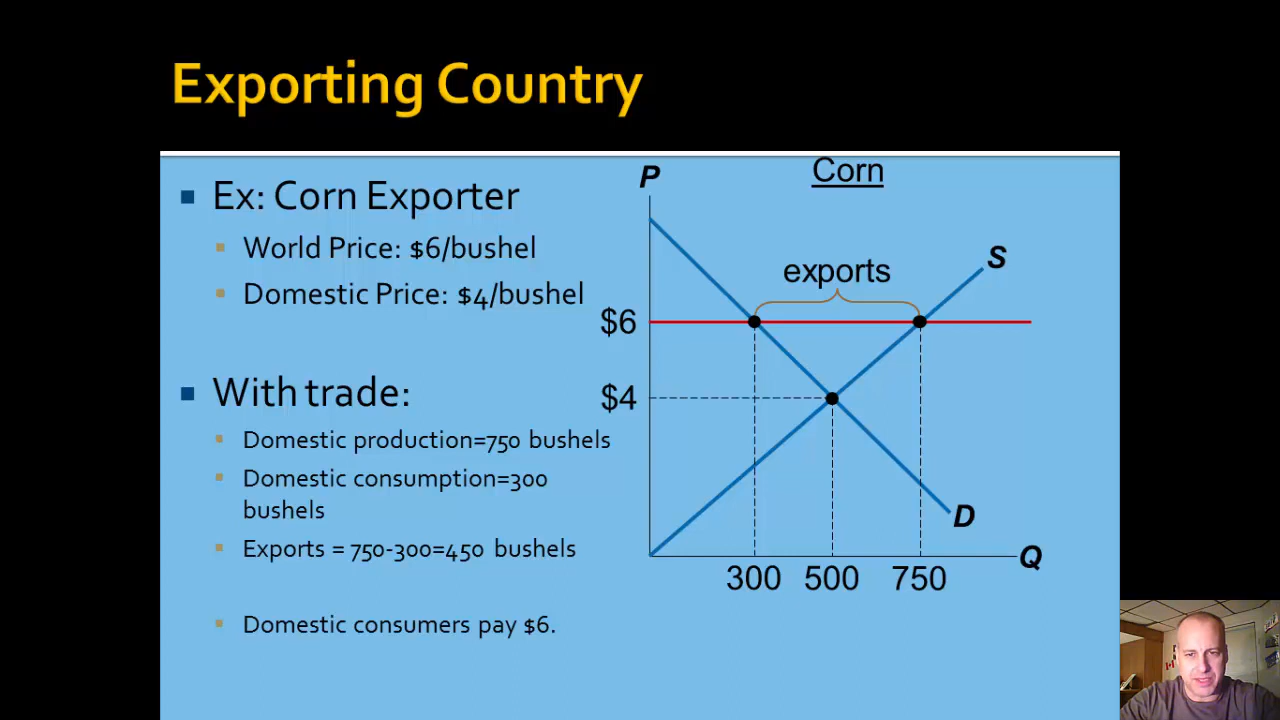 Exporting Country
Ex: Corn Exporter
World Price: $6/bushel
Domestic Price: $4/bushel
With trade:
Domestic production=750 bushels
Domestic consumption=300
bushels
Exports = 750-300=450 bushels
Domestic consumers pay $6.
P
Corn
S
exports
$6
$4
D
Q
300 500 750